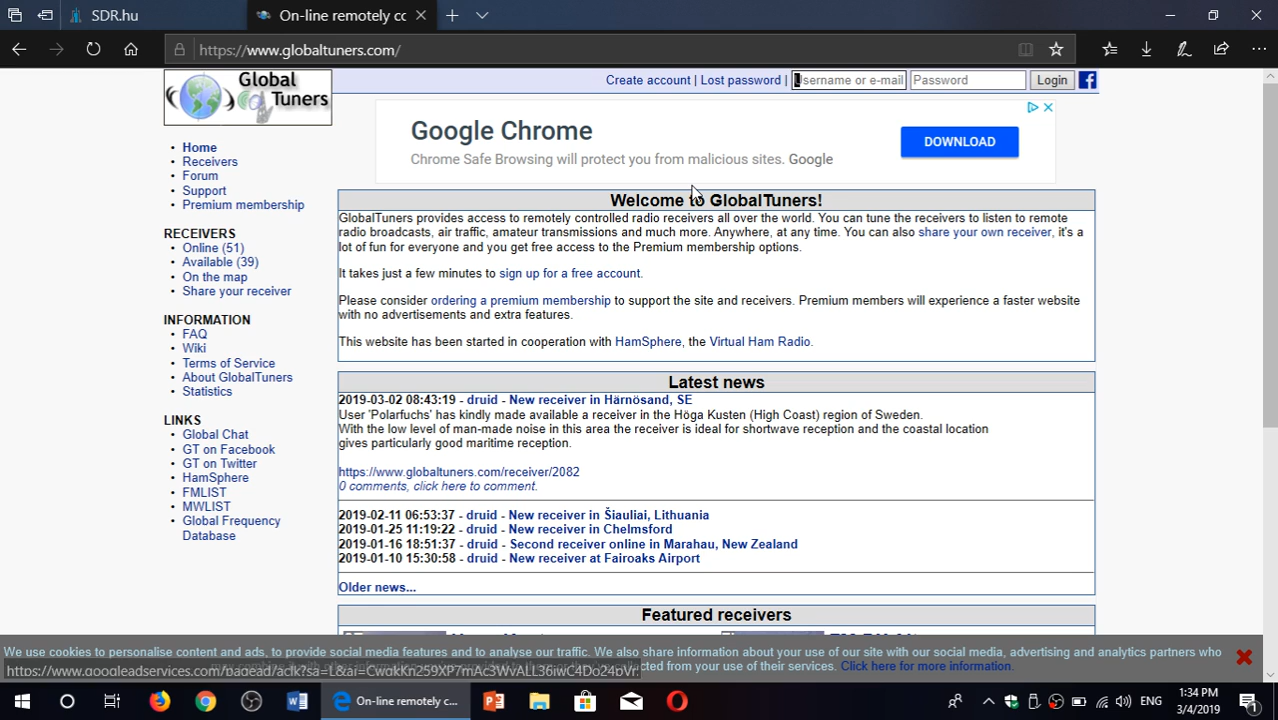 SDR.hu
On-line remotely cc
https://www.globaltuners.com/
Global Tuners
Create account | Lost password |
Username or e-mail
Password
Login
Google Chrome
Chrome Safe Browsing will protect you from malicious sites. Google
DOWNLOAD
Home
Receivers
Forum
Support
Premium membership
RECEIVERS
Online (51)
Available (39)
On the map
Share your receiver
INFORMATION
FAQ
Wiki
Terms of Service
About GlobalTuners
Statistics
LINKS
Global Chat
GT on Facebook
GT on Twitter
HamSphere
FMLIST
MWLIST
Global Frequency
Database
Welcome to GlobalTuners!
GlobalTuners provides access to remotely controlled radio receivers all over the world. You can tune the receivers to listen to remote
radio broadcasts, air traffic, amateur transmissions and much more. Anywhere, at any time. You can also share your own receiver, it's a
lot of fun for everyone and you get free access to the Premium membership options.
It takes just a few minutes to sign up for a free account.
Please consider ordering a premium membership to support the site and receivers. Premium members will experience a faster website
with no advertisements and extra features.
This website has been started in cooperation with HamSphere, the Virtual Ham Radio.
Latest news
2019-03-02 08:43:19 - druid - New receiver in Härnösand, SE
User 'Polarfuchs' has kindly made available a receiver in the Höga Kusten (High Coast) region of Sweden.
With the low level of man-made noise in this area the receiver is ideal for shortwave reception and the coastal location
gives particularly good maritime reception.
https://www.globaltuners.com/receiver/2082
0 comments, click here to comment.
2019-02-11 06:53:37 - druid - New receiver in Šiauliai, Lithuania
2019-01-25 11:19:22 - druid - New receiver in Chelmsford
2019-01-16 18:51:37 - druid - Second receiver online in Marahau, New Zealand
2019-01-10 15:30:58 - druid - New receiver at Fairoaks Airport
Older news...
Featured receivers
We use cookies to personalise content and ads, to provide social media features and to analyse our traffic. We also share information about your use of our site with our social media, advertising and analytics partners who
cted from your use of their services. Click here for more information.
On-line remotely c...
ENG
1:34 PM
3/4/2019